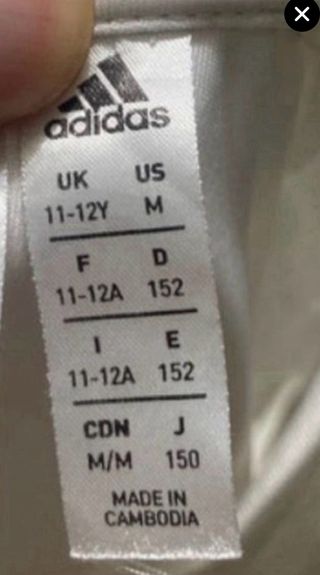 adidas
UK US
11-12Y M
F D
11-12A 152
I E
11-12A 152
CDN J
M/M 150
MADE IN
CAMBODIA